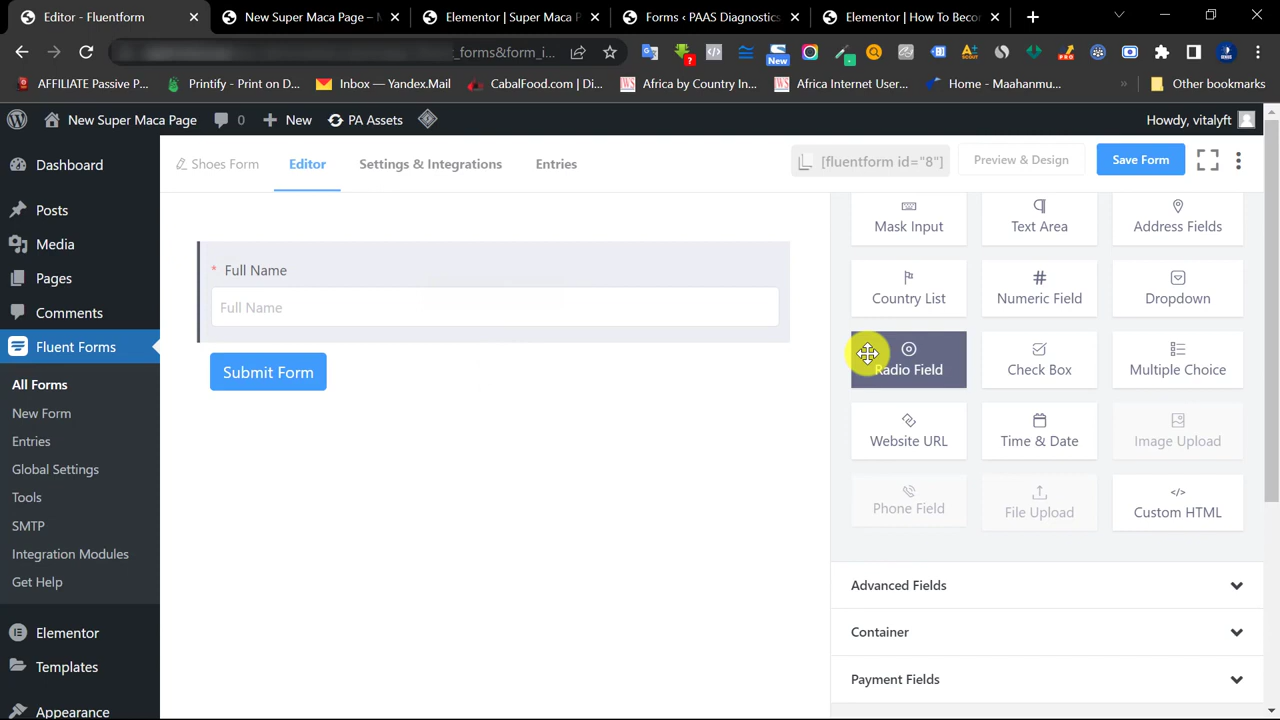 Editor - Fluentform
New Super Maca Page –
Elementor | Super Maca P
Forms ‹ PAAS Diagnostics
Elementor | How To Becor
_forms&form_i...
New
AFFILIATE Passive P...
Printify - Print on D...
Inbox — Yandex.Mail
CabalFood.com | Di...
Africa by Country In...
Africa Internet User...
Home - Maahanmu...
»
Other bookmarks
New Super Maca Page
0
New
PA Assets
Howdy, vitalyft
Dashboard
Posts
Media
Pages
Comments
Fluent Forms
All Forms
New Form
Entries
Global Settings
Tools
SMTP
Integration Modules
Get Help
Elementor
Templates
Appearance
Shoes Form
Editor
Settings & Integrations
Entries
[fluentform id="8"]
Preview & Design
Save Form
* Full Name
Full Name
Submit Form
Mask Input
Text Area
Address Fields
Country List
Numeric Field
Dropdown
Radio Field
Check Box
Multiple Choice
Website URL
Time & Date
Image Upload
Phone Field
File Upload
Custom HTML
Advanced Fields
Container
Payment Fields